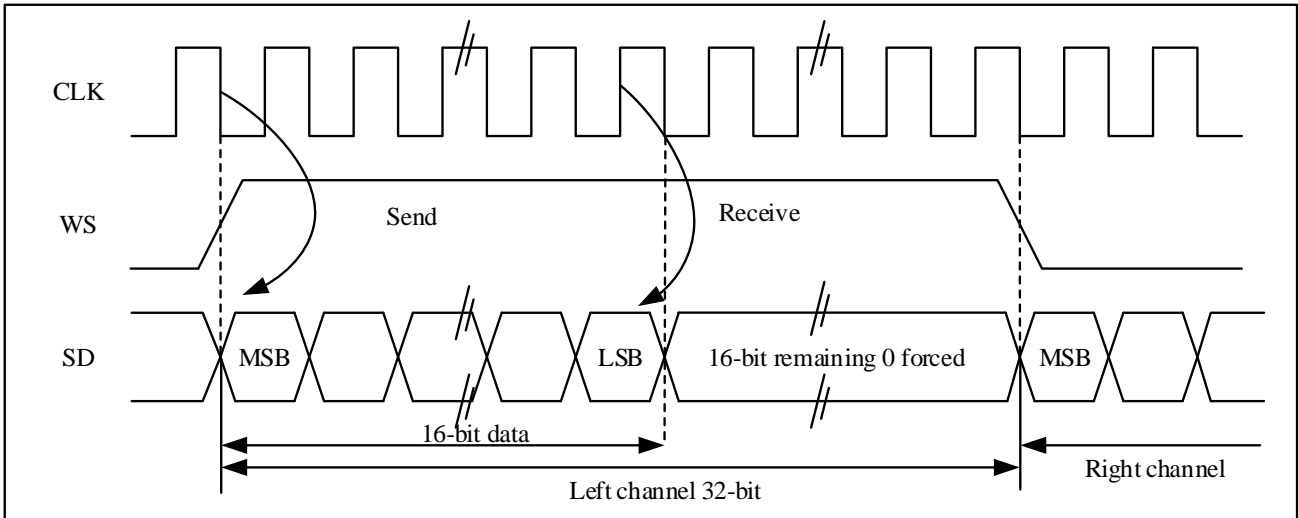 CLK
WS
Send
Receive
SD
MSB
LSB
16-bit remaining 0 forced
MSB
16-bit data
Right channel
Left channel 32-bit